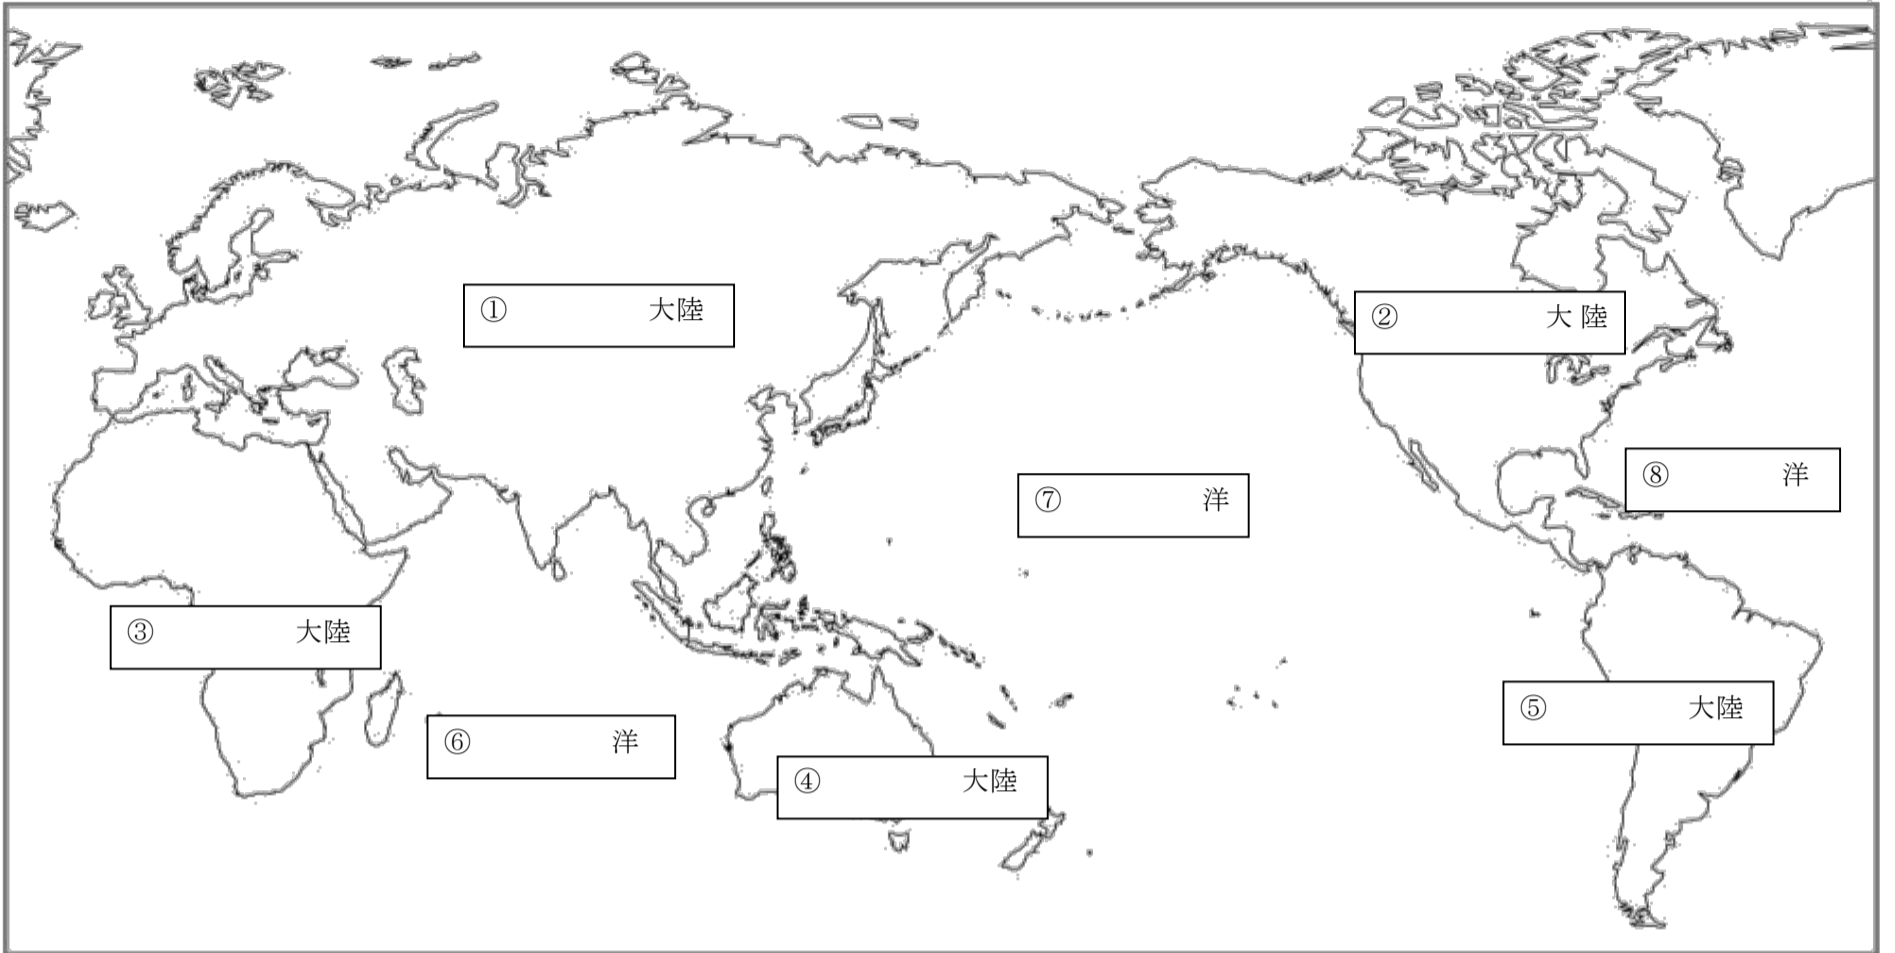 ① 大陸
② 大陸
⑧ 洋
⑦ 洋
③ 大陸
⑤ 大陸
⑥ 洋
④ 大陸